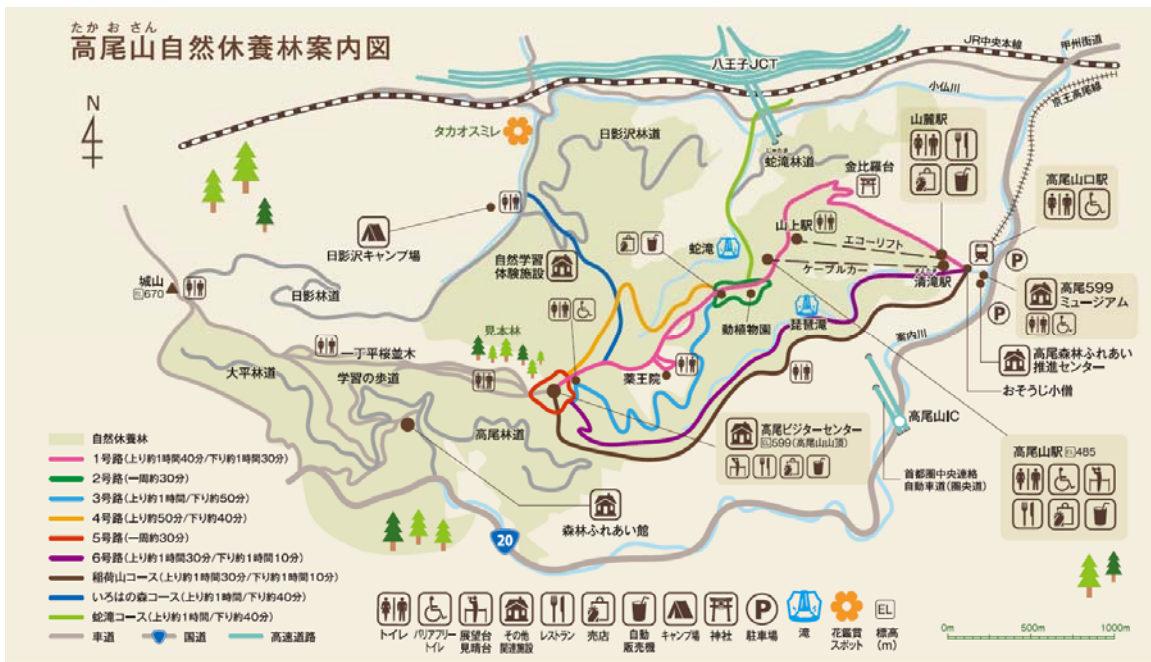 たかおさん
高尾山自然休養林案内図
N
八王子JCT
JR中央本線
甲州街道
小仏川
京王高尾線
タカオスミレ
日影沢林道
じゃたき
蛇滝林道
金比羅台
山麓駅
高尾山口駅
日影沢キャンプ場
自然学習
体験施設
蛇滝
山上駅
エコーリフト
ケーブルカー
きよたき
清滝駅
P
高尾599
ミュージアム
城山
EL 670
日影林道
動植物園
琵琶滝
P
案内川
高尾森林ふれあい
推進センター
おそうじ小僧
見本林
一丁平桜並木
大平林道
学習の歩道
薬王院
高尾林道
高尾ビジターセンター
EL 599(高尾山山頂)
高尾山IC
首都圏中央連絡
自動車道(圏央道)
高尾山駅 EL 485
森林ふれあい館
20
自然休養林
1号路(上り約1時間40分/下り約1時間30分)
2号路(一周約30分)
3号路(上り約1時間/下り約50分)
4号路(上り約50分/下り約40分)
5号路(一周約30分)
6号路(上り約1時間30分/下り約1時間10分)
稲荷山コース(上り約1時間30分/下り約1時間10分)
いろはの森コース(上り約1時間/下り約40分)
蛇滝コース(上り約1時間/下り約40分)
車道 国道 高速道路
P EL
トイレ
バリアフリー
トイレ
展望台
見晴台
その他
関連施設
レストラン
売店
自動
販売機
キャンプ場
神社
駐車場
滝
花鑑賞
スポット
標高
(m)
0m 500m 1000m